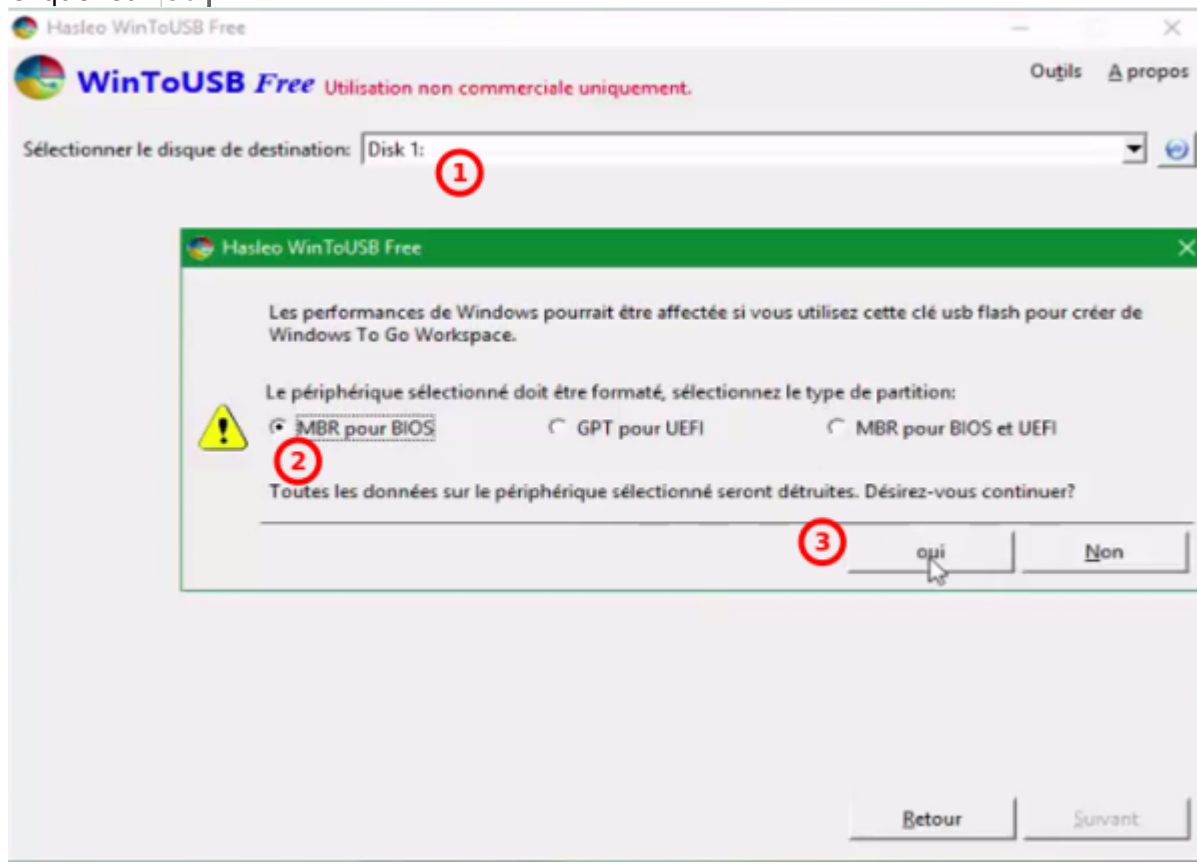 Hasleo WinToUSB Free
WinToUSB Free Utilisation non commerciale uniquement.
Outils A propos
Sélectionner le disque de destination: Disk 1:
1
Hasleo WinToUSB Free
Les performances de Windows pourrait être affectée si vous utilisez cette clé usb flash pour créer de
Windows To Go Workspace.
Le périphérique sélectionné doit être formaté, sélectionnez le type de partition:
MBR pour BIOS GPT pour UEFI MBR pour BIOS et UEFI
2
Toutes les données sur le périphérique sélectionné seront détruites. Désirez-vous continuer?
3
oui Non
Retour Suivant